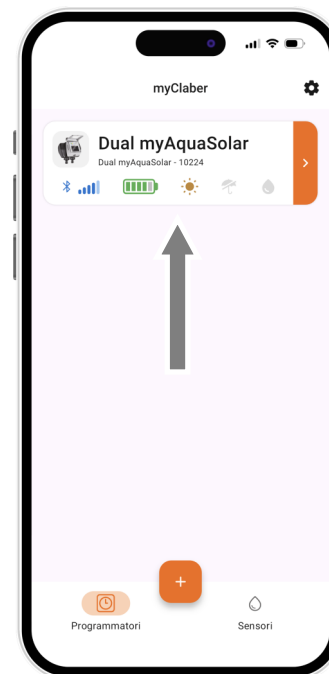 myClaber
Dual myAquaSolar
Dual myAquaSolar - 10224
Programmatori
Sensori